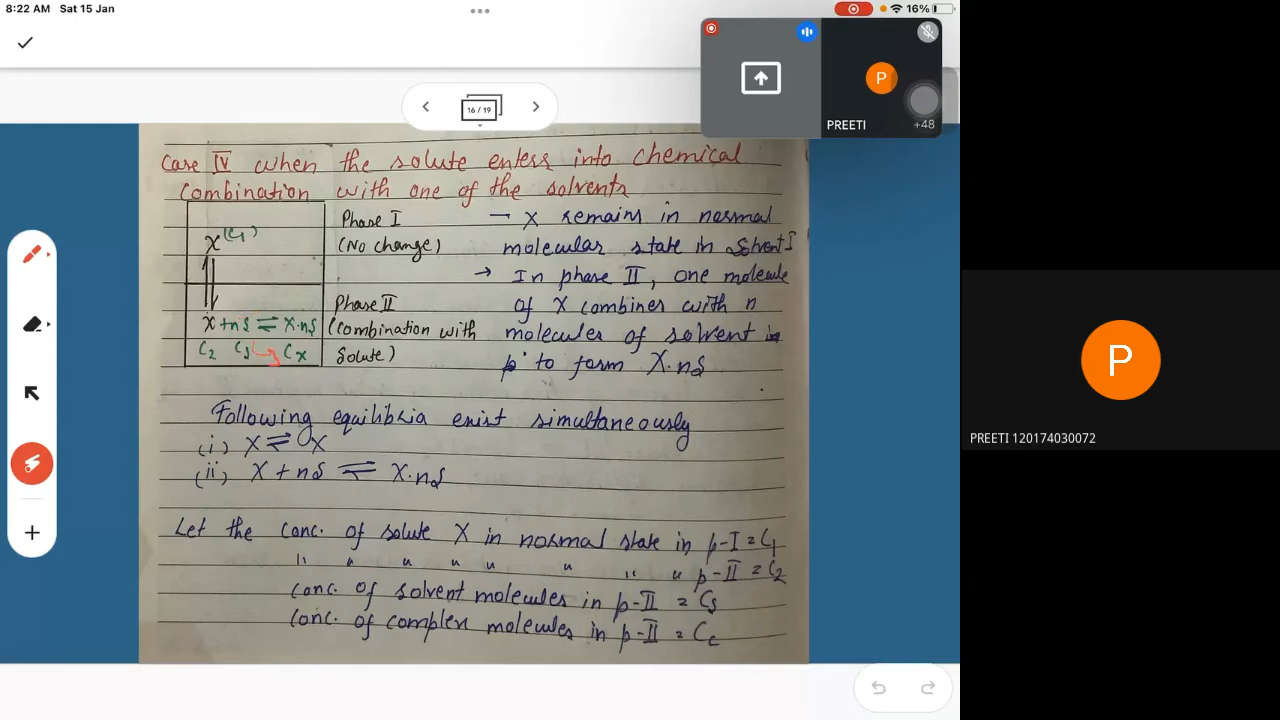 8:22 AM Sat 15 Jan
16%
16 / 19
P
PREETI
+48
Case IV when the solute enters into chemical
combination with one of the solvents
X (C1)
Phase I
(No change)
→ X remains in normal
molecular state in Solvent I
→ In phase II, one molecule
of X combines with n
molecules of solvent in
p to form X.nS
Phase II
(combination with
Solute)
X + nS ⇌ X.nS
C2 CS Cx
Following equilibria exist simultaneously
(i) X ⇌ X
(ii) X + nS ⇌ X.nS
Let the conc. of solute X in normal state in p-I = C1
" " " " " " " " p-II = C2
Conc. of solvent molecules in p-II = CS
Conc. of complex molecules in p-II = Cc
P
PREETI 120174030072